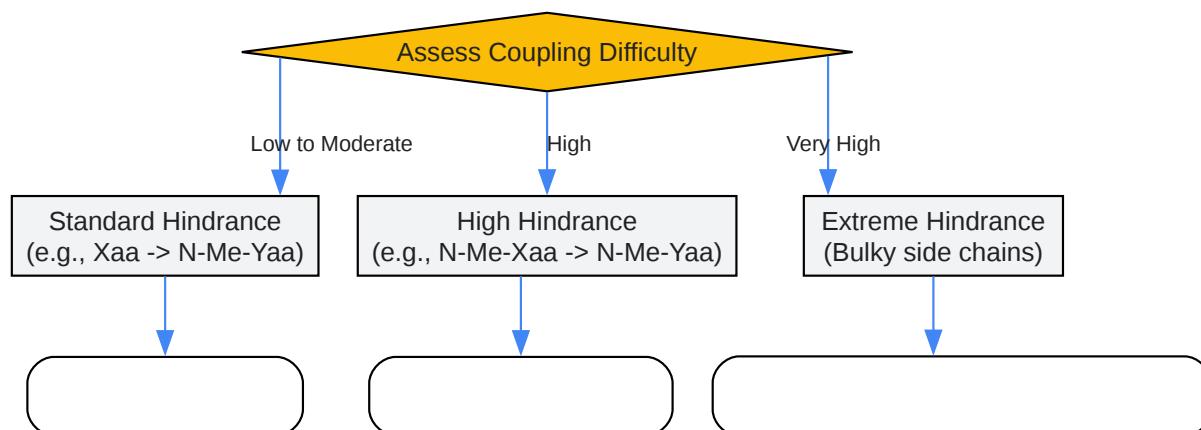 Assess Coupling Difficulty
Low to Moderate
High
Very High
Standard Hindrance
(e.g., Xaa -> N-Me-Yaa)
High Hindrance
(e.g., N-Me-Xaa -> N-Me-Yaa)
Extreme Hindrance
(Bulky side chains)